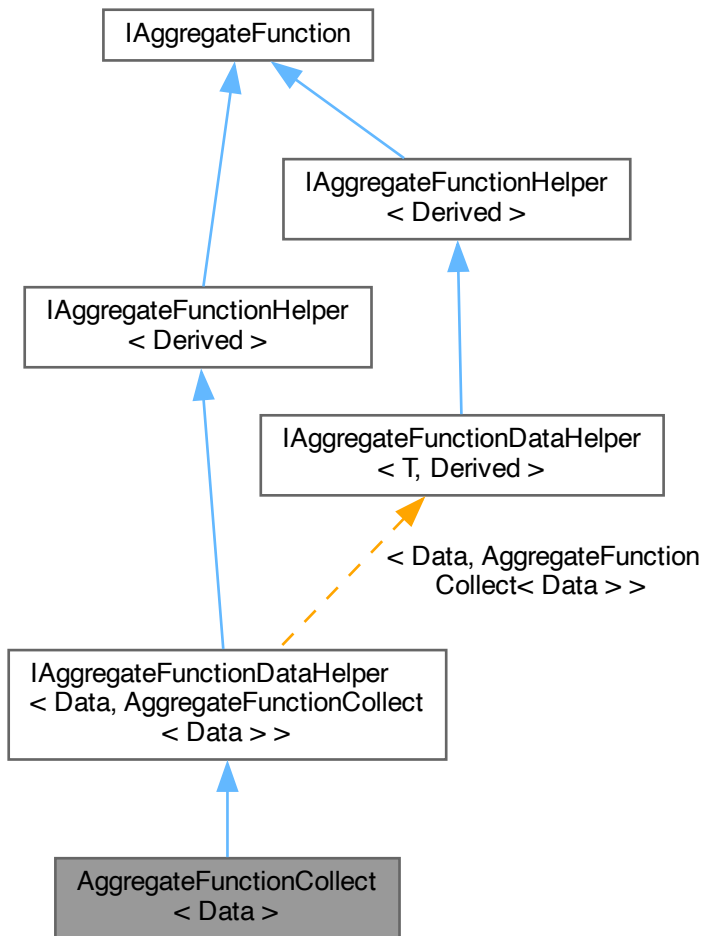 IAggregateFunction
IAggregateFunctionHelper
< Derived >
IAggregateFunctionHelper
< Derived >
IAggregateFunctionDataHelper
< T, Derived >
< Data, AggregateFunction
Collect< Data > >
IAggregateFunctionDataHelper
< Data, AggregateFunctionCollect
< Data > >
AggregateFunctionCollect
< Data >